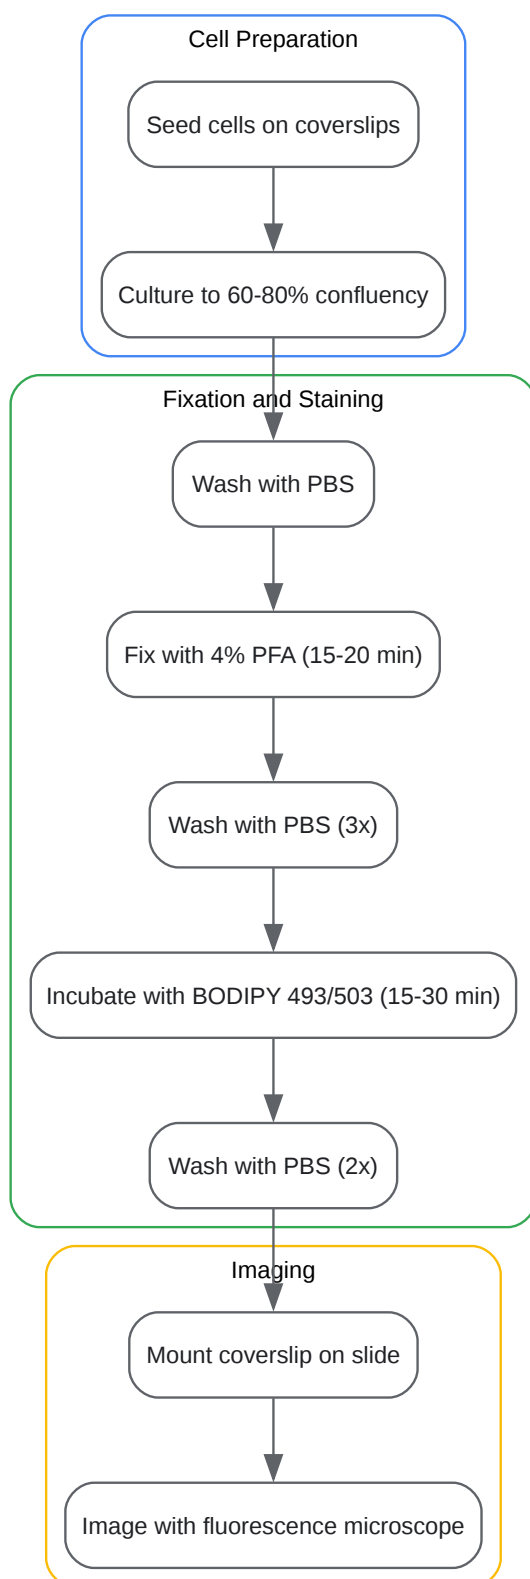 Cell Preparation
Seed cells on coverslips
Culture to 60-80% confluency
Fixation and Staining
Wash with PBS
Fix with 4% PFA (15-20 min)
Wash with PBS (3x)
Incubate with BODIPY 493/503 (15-30 min)
Wash with PBS (2x)
Imaging
Mount coverslip on slide
Image with fluorescence microscope